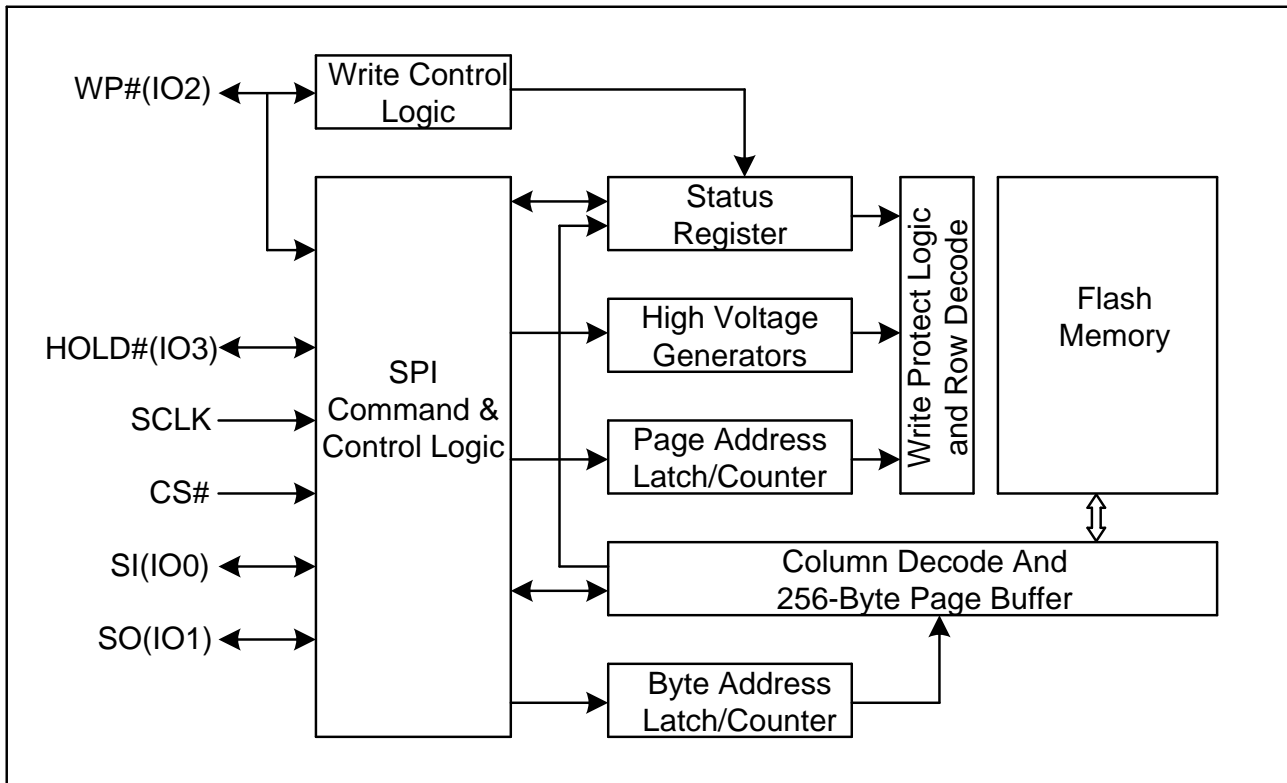 WP#(IO2)
Write Control
Logic
Status
Register
Write Protect Logic
and Row Decode
Flash
Memory
High Voltage
Generators
HOLD#(IO3)
SPI
Command &
Control Logic
SCLK
Page Address
Latch/Counter
CS#
SI(IO0)
Column Decode And
256-Byte Page Buffer
SO(IO1)
Byte Address
Latch/Counter